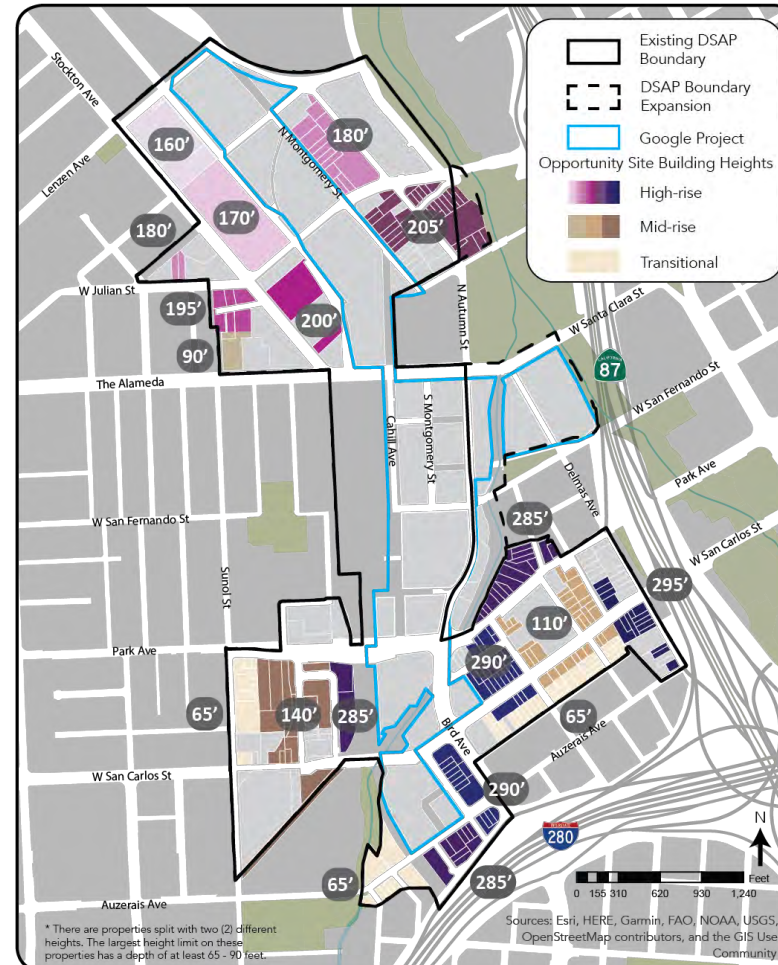 Existing DSAP
Boundary
DSAP Boundary
Expansion
Google Project
Opportunity Site Building Heights
High-rise
Mid-rise
Transitional
Stockton Ave
Lenzen Ave
160'
180'
N Montgomery St
170'
205'
180'
W Julian St
195'
200'
90'
N Autumn St
W Santa Clara St
CALIFORNIA
87
The Alameda
W San Fernando St
Cahill Ave
S Montgomery St
Delmas Ave
Park Ave
W San Fernando St
285'
W San Carlos St
Sunol St
295'
110'
Park Ave
290'
65'
140'
285'
65'
Bird Ave
Auzerais Ave
W San Carlos St
290'
280
N
65'
285'
Feet
0 155 310 620 930 1,240
Auzerais Ave
* There are properties split with two (2) different
heights. The largest height limit on these
properties has a depth of at least 65 - 90 feet.
Sources: Esri, HERE, Garmin, FAO, NOAA, USGS,
OpenStreetMap contributors, and the GIS Use
Community